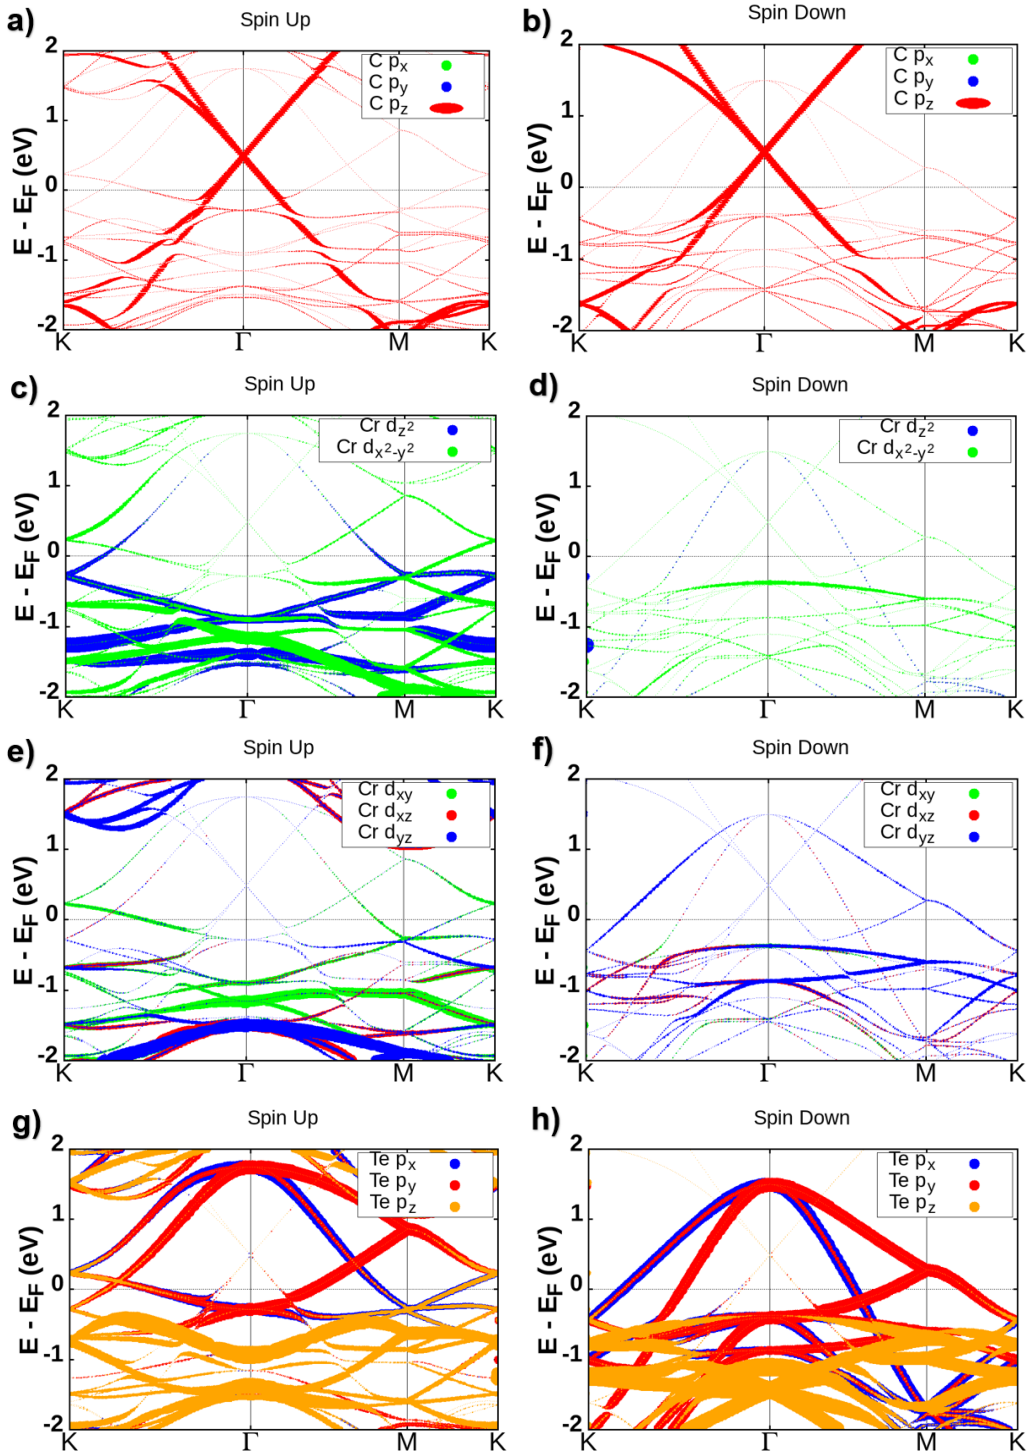 a)
Spin Up
C px
C py
C pz
E - EF (eV)
2
1
0
-1
-2
K
Γ
M
K
b)
Spin Down
C px
C py
C pz
E - EF (eV)
2
1
0
-1
-2
K
Γ
M
K
c)
Spin Up
Cr dz2
Cr dx2-y2
E - EF (eV)
2
1
0
-1
-2
K
Γ
M
K
d)
Spin Down
Cr dz2
Cr dx2-y2
E - EF (eV)
2
1
0
-1
-2
K
Γ
M
K
e)
Spin Up
Cr dxy
Cr dxz
Cr dyz
E - EF (eV)
2
1
0
-1
-2
K
Γ
M
K
f)
Spin Down
Cr dxy
Cr dxz
Cr dyz
E - EF (eV)
2
1
0
-1
-2
K
Γ
M
K
g)
Spin Up
Te px
Te py
Te pz
E - EF (eV)
2
1
0
-1
-2
K
Γ
M
K
h)
Spin Down
Te px
Te py
Te pz
E - EF (eV)
2
1
0
-1
-2
K
Γ
M
K